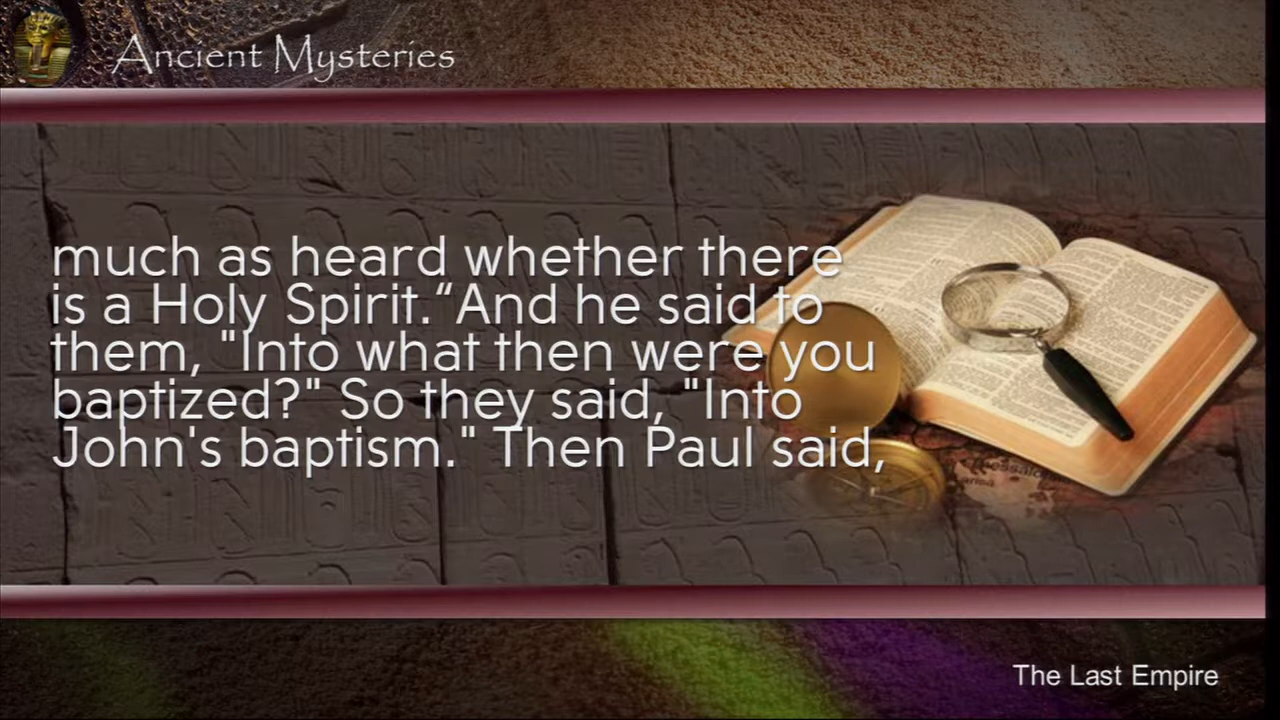 Ancient Mysteries
much as heard whether there
is a Holy Spirit.“And he said to
them, "Into what then were you
baptized?" So they said, "Into
John's baptism." Then Paul said,
The Last Empire